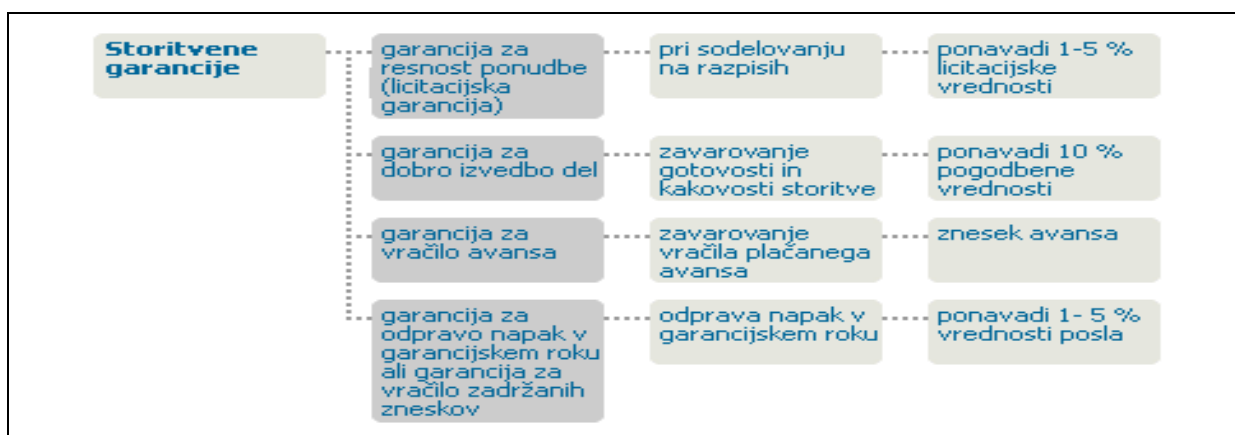 Storitvene
garancije
garancija za
resnost ponudbe
(licitacijska
garancija)
pri sodelovanju
na razpisih
ponavadi 1-5 %
licitacijske
vrednosti
garancija za
dobro izvedbo del
zavarovanje
gotovosti in
kakovosti storitve
ponavadi 10 %
pogodbene
vrednosti
garancija za
vračilo avansa
zavarovanje
vračila plačanega
avansa
znesek avansa
garancija za
odpravo napak v
garancijskem roku
ali garancija za
vračilo zadržanih
zneskov
odprava napak v
garancijskem roku
ponavadi 1- 5 %
vrednosti posla